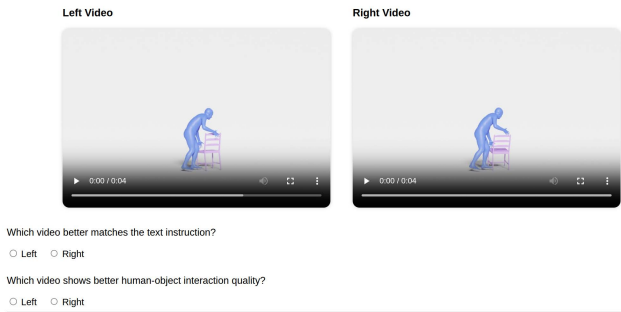 Left Video Right Video
0:00 / 0:04 0:00 / 0:04
Which video better matches the text instruction?
Left Right
Which video shows better human-object interaction quality?
Left Right